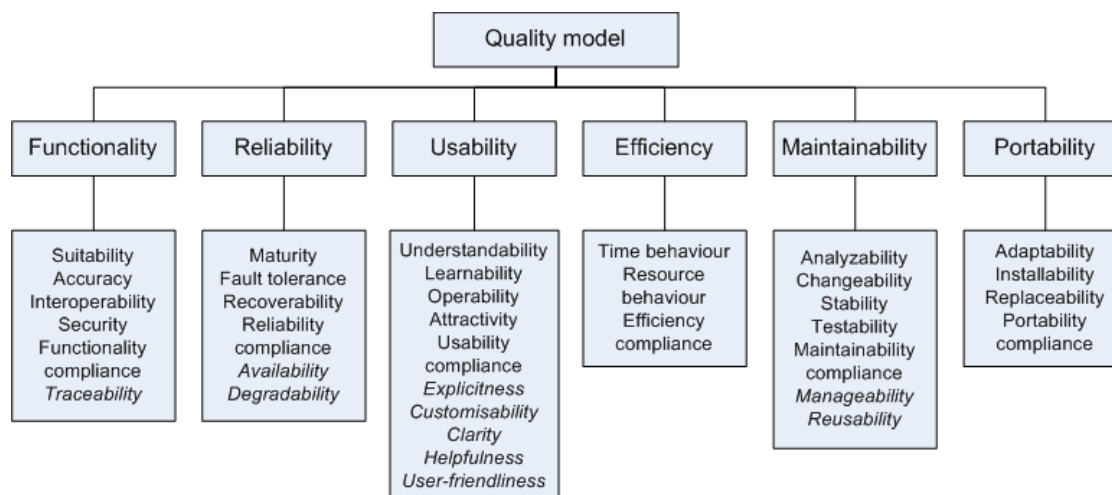 Quality model
Functionality
Reliability
Usability
Efficiency
Maintainability
Portability
Suitability
Accuracy
Interoperability
Security
Functionality
compliance
Traceability
Maturity
Fault tolerance
Recoverability
Reliability
compliance
Availability
Degradability
Understandability
Learnability
Operability
Attractivity
Usability
compliance
Explicitness
Customisability
Clarity
Helpfulness
User-friendliness
Time behaviour
Resource
behaviour
Efficiency
compliance
Analyzability
Changeability
Stability
Testability
Maintainability
compliance
Manageability
Reusability
Adaptability
Installability
Replaceability
Portability
compliance